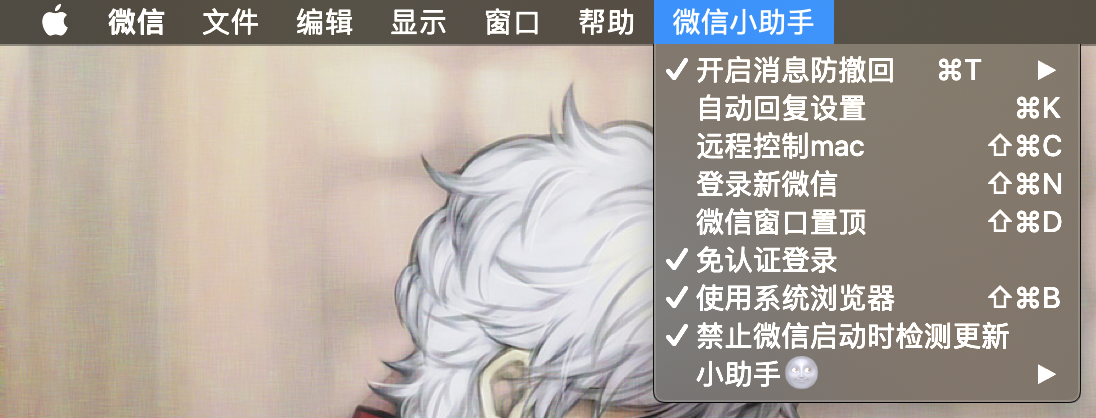 微信 文件 编辑 显示 窗口 帮助 微信小助手
✓ 开启消息防撤回 ⌘T ▶
自动回复设置 ⌘K
远程控制mac ⇧⌘C
登录新微信 ⇧⌘N
微信窗口置顶 ⇧⌘D
✓ 免认证登录
✓ 使用系统浏览器 ⇧⌘B
✓ 禁止微信启动时检测更新
小助手🌚 ▶